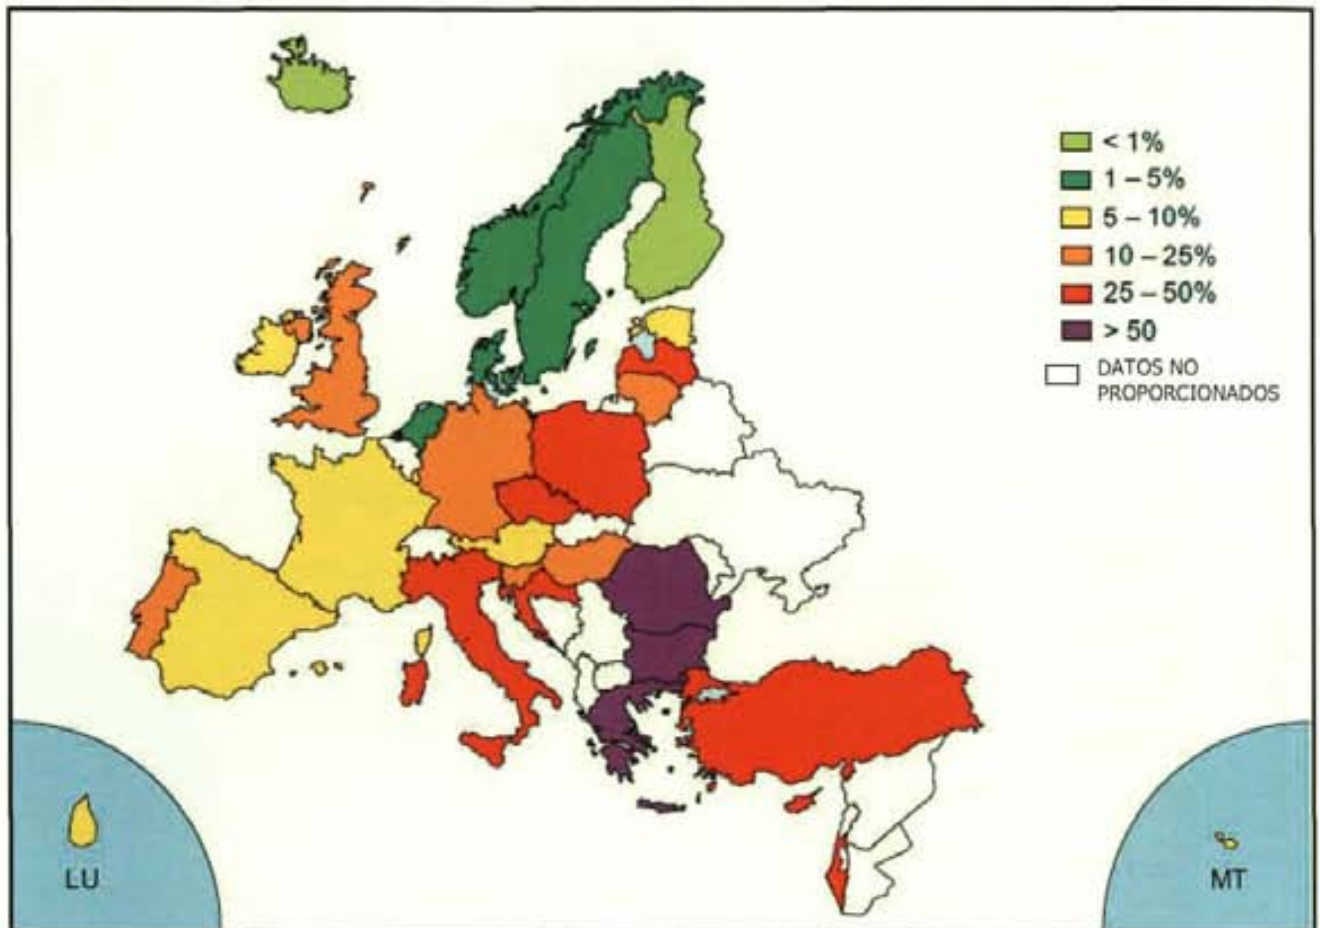 < 1%
1 – 5%
5 – 10%
10 – 25%
25 – 50%
> 50
DATOS NO
PROPORCIONADOS
LU
MT